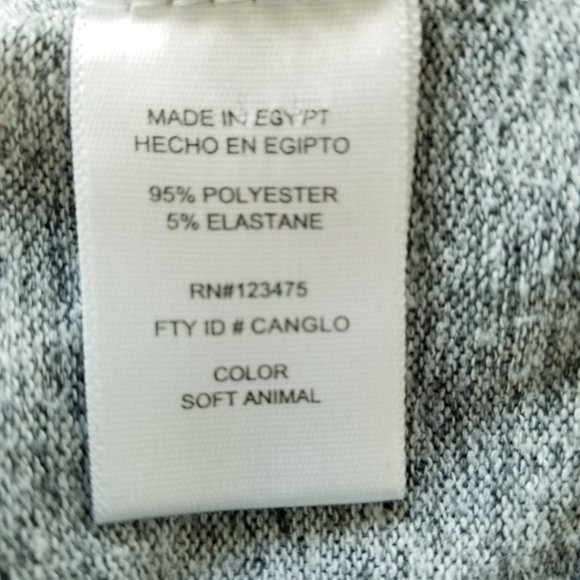 MADE IN EGYPT
HECHO EN EGIPTO
95% POLYESTER
5% ELASTANE
RN#123475
FTY ID # CANGLO
COLOR
SOFT ANIMAL